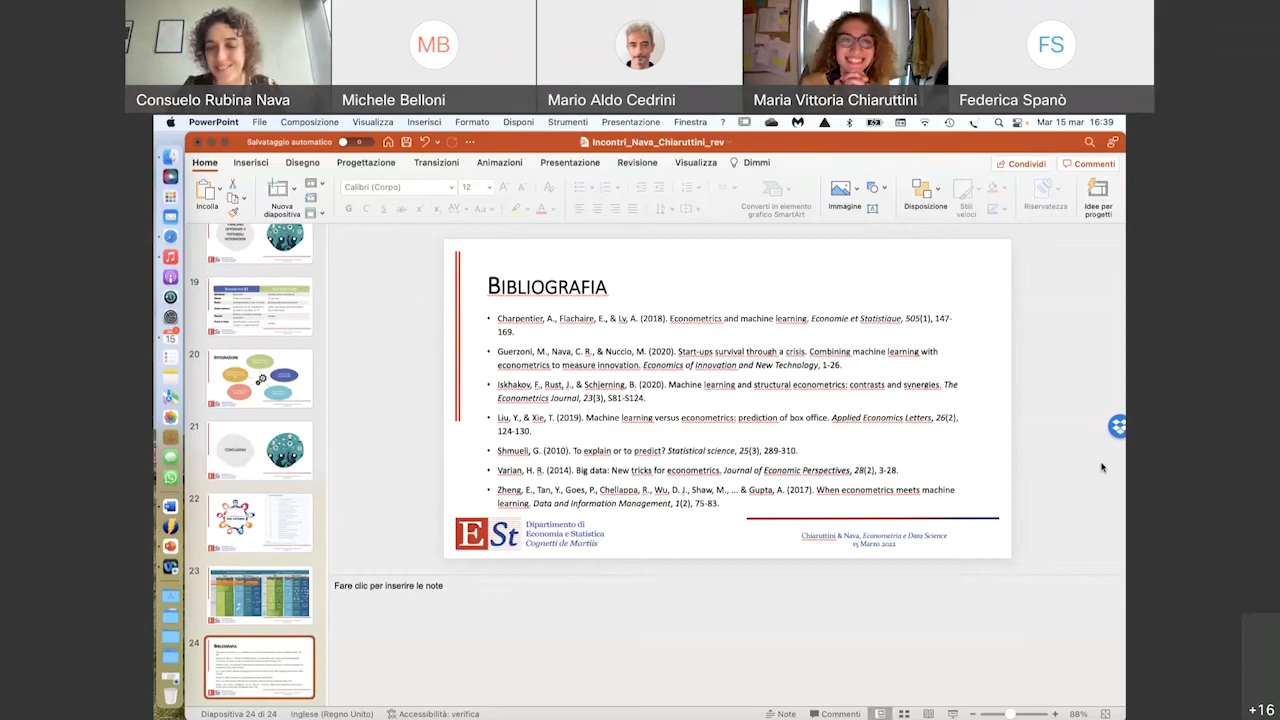 MB
FS
Consuelo Rubina Nava
Michele Belloni
Mario Aldo Cedrini
Maria Vittoria Chiaruttini
Federica Spanò
PowerPoint File Composizione Visualizza Inserisci Formato Disponi Strumenti Presentazione Finestra ? Mar 15 mar 16:39
Salvataggio automatico Incontri_Nava_Chiaruttini_rev
Home Inserisci Disegno Progettazione Transizioni Animazioni Presentazione Revisione Visualizza Dimmi Condividi Commenti
Calibri (Corpo) 12
Incolla Nuova diapositiva Converti in elemento grafico SmartArt Immagine Disposizione Stili veloci Riservatezza Idee per progetti
19
20
INTEGRAZIONE
21
CONCLUSIONI
22
23
24
BIBLIOGRAFIA
BIBLIOGRAFIA
learning. Economie et Statistique, 147-
169.
• Guerzoni, M., Nava, C. R., & Nuccio, M. (2020). Start-ups survival through a crisis. Combining machine learning with
econometrics to measure innovation. Economics of Innovation and New Technology, 1-26.
• Iskhakov, F., Rust, J., & Schjerning, B. (2020). Machine learning and structural econometrics: contrasts and synergies. The
Econometrics Journal, 23(3), S81-S124.
• Liu, Y., & Xie, T. (2019). Machine learning versus econometrics: prediction of box office. Applied Economics Letters, 26(2),
124-130.
• Shmueli, G. (2010). To explain or to predict? Statistical science, 25(3), 289-310.
• Varian, H. R. (2014). Big data: New tricks for econometrics. Journal of Economic Perspectives, 28(2), 3-28.
• Zheng, E., Tan, Y., Goes, P., Chellappa, R., Wu, D. J., Shaw, M., ... & Gupta, A. (2017). When econometrics meets machine
learning. Data and Information Management, 1(2), 75-83.
ESt
Dipartimento di
Economia e Statistica
Cognetti de Martiis
Chiaruttini & Nava, Econometria e Data Science
15 Marzo 2022
Fare clic per inserire le note
Diapositiva 24 di 24 Inglese (Regno Unito) Accessibilità: verifica Note Commenti 88%
+16